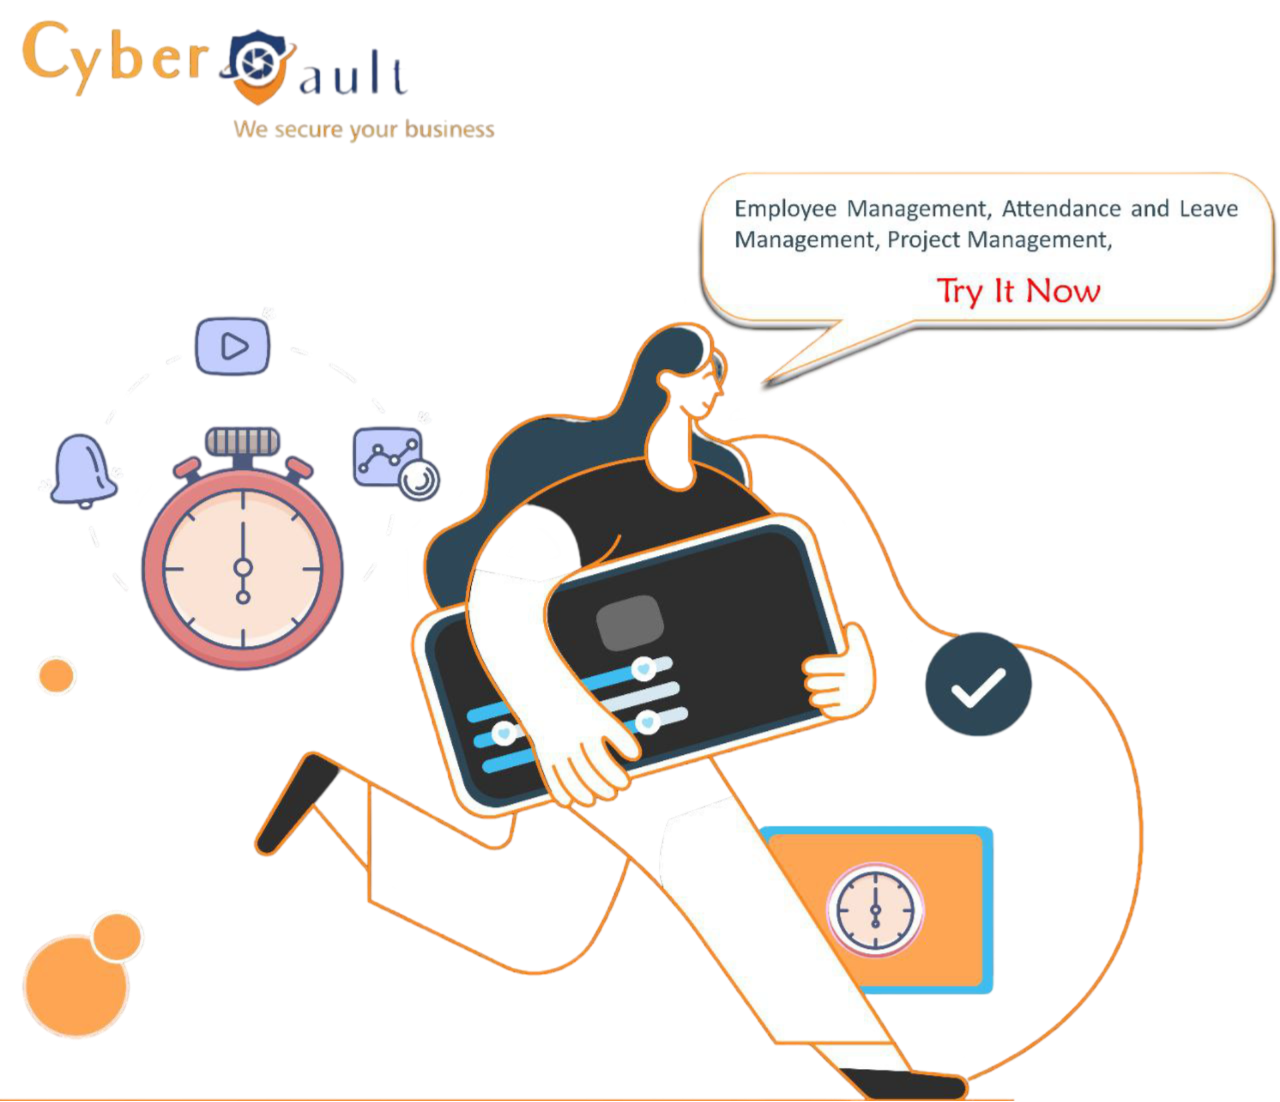 Cyber ault
We secure your business
Employee Management, Attendance and Leave
Management, Project Management,
Try It Now